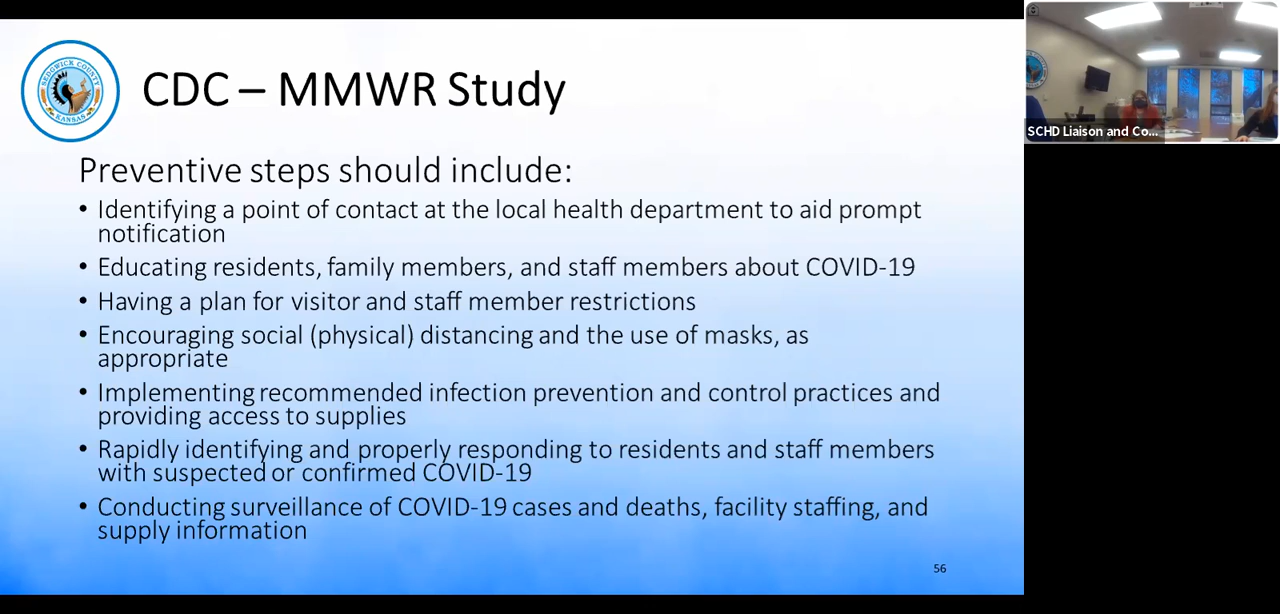 SEDGWICK COUNTY
KANSAS
CDC – MMWR Study
Preventive steps should include:
• Identifying a point of contact at the local health department to aid prompt
notification
• Educating residents, family members, and staff members about COVID-19
• Having a plan for visitor and staff member restrictions
• Encouraging social (physical) distancing and the use of masks, as
appropriate
• Implementing recommended infection prevention and control practices and
providing access to supplies
• Rapidly identifying and properly responding to residents and staff members
with suspected or confirmed COVID-19
• Conducting surveillance of COVID-19 cases and deaths, facility staffing, and
supply information
56
SCHD Liaison and Co...